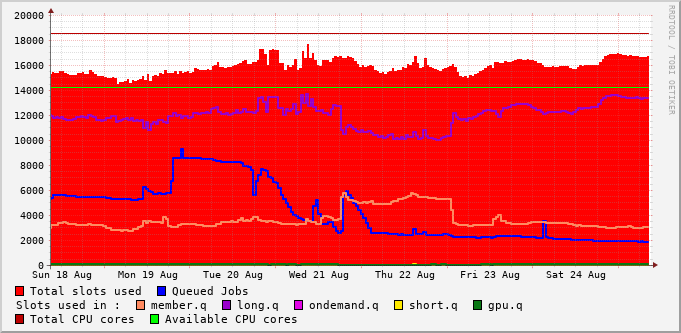 RRDTOOL / TOBI OETIKER
20000
18000
16000
14000
12000
10000
8000
6000
4000
2000
0
Sun 18 Aug Mon 19 Aug Tue 20 Aug Wed 21 Aug Thu 22 Aug Fri 23 Aug Sat 24 Aug
Total slots used Queued Jobs
Slots used in : member.q long.q ondemand.q short.q gpu.q
Total CPU cores Available CPU cores